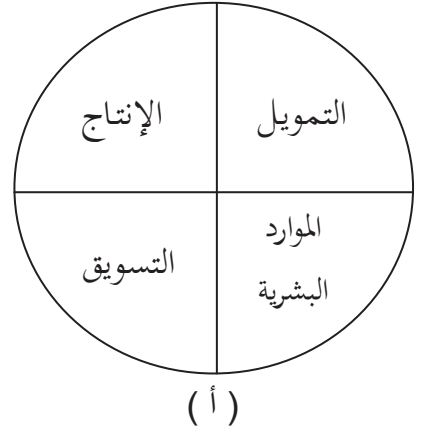 التمويل
الإنتاج
الموارد
البشرية
التسويق
( أ )